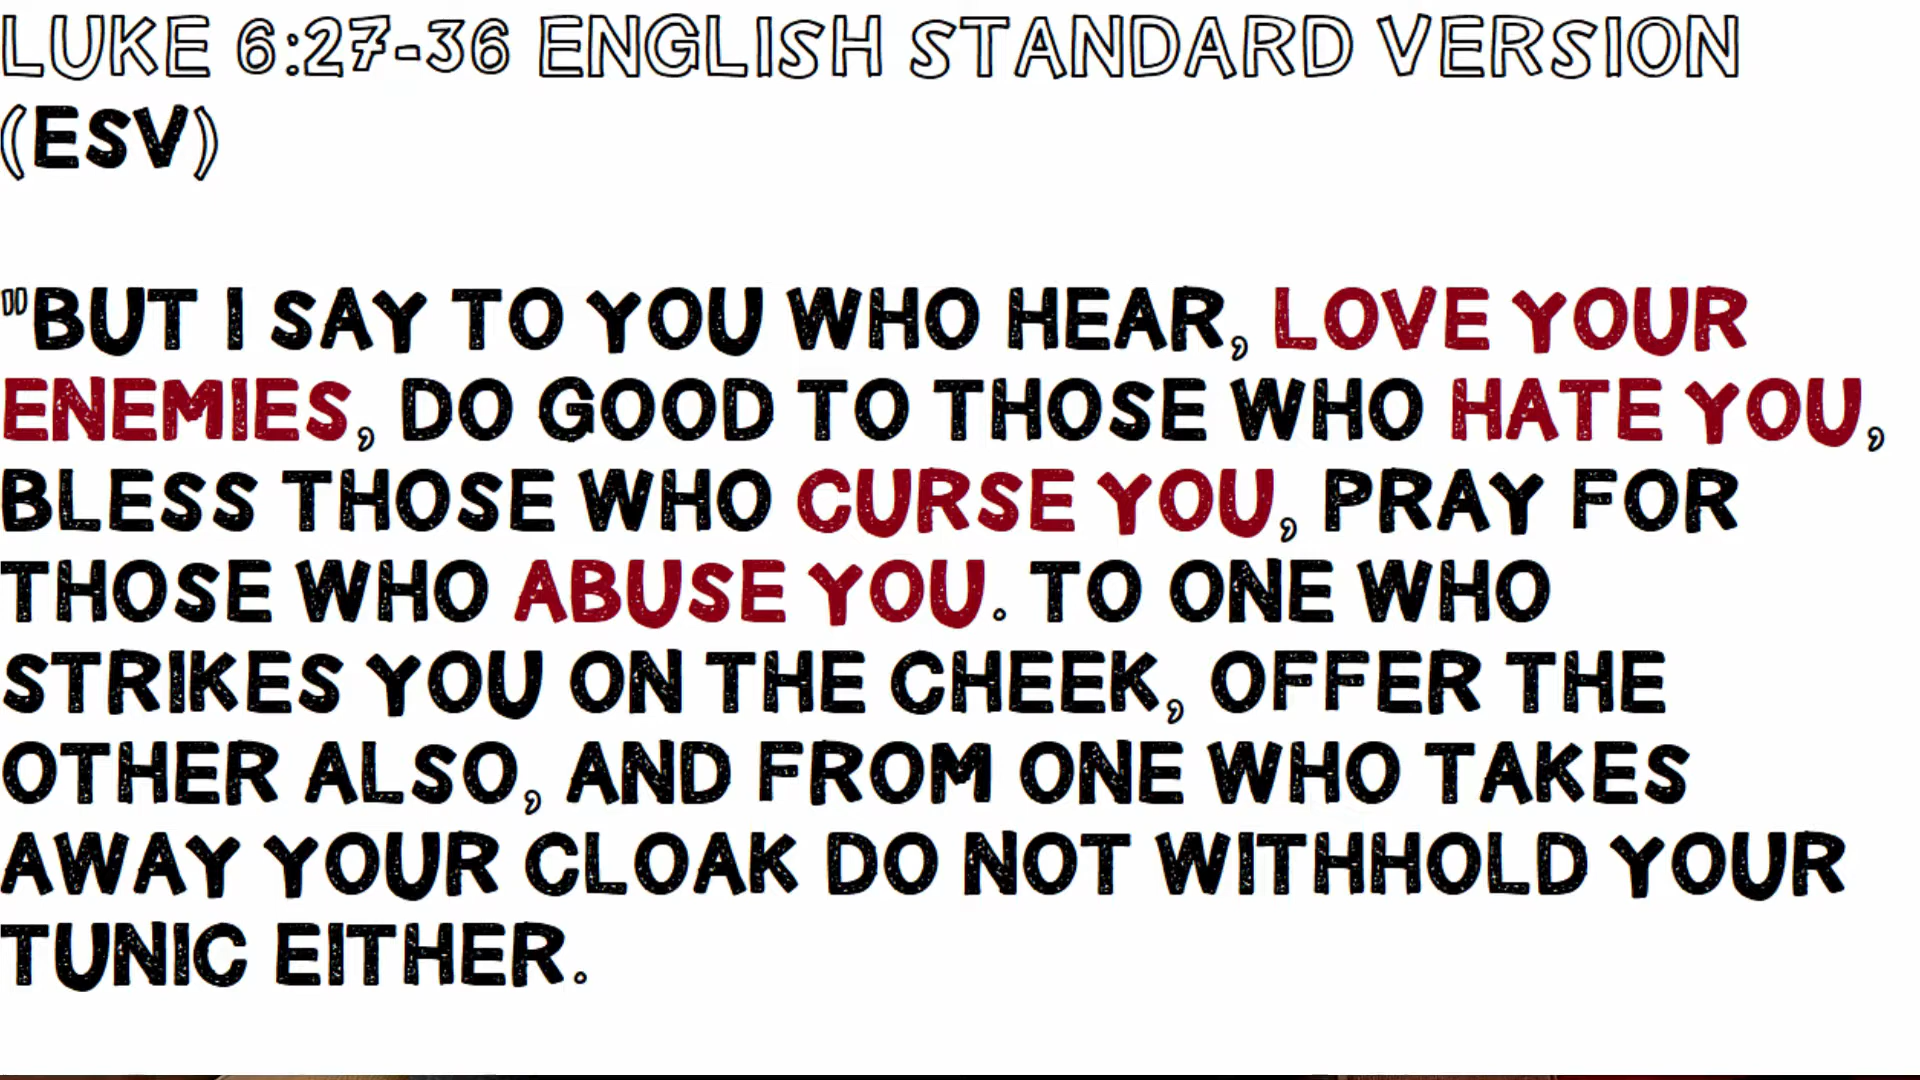 LUKE 6:27-36 ENGLISH STANDARD VERSION
(ESV)
"BUT I SAY TO YOU WHO HEAR, LOVE YOUR
ENEMIES, DO GOOD TO THOSE WHO HATE YOU,
BLESS THOSE WHO CURSE YOU, PRAY FOR
THOSE WHO ABUSE YOU. TO ONE WHO
STRIKES YOU ON THE CHEEK, OFFER THE
OTHER ALSO, AND FROM ONE WHO TAKES
AWAY YOUR CLOAK DO NOT WITHHOLD YOUR
TUNIC EITHER.